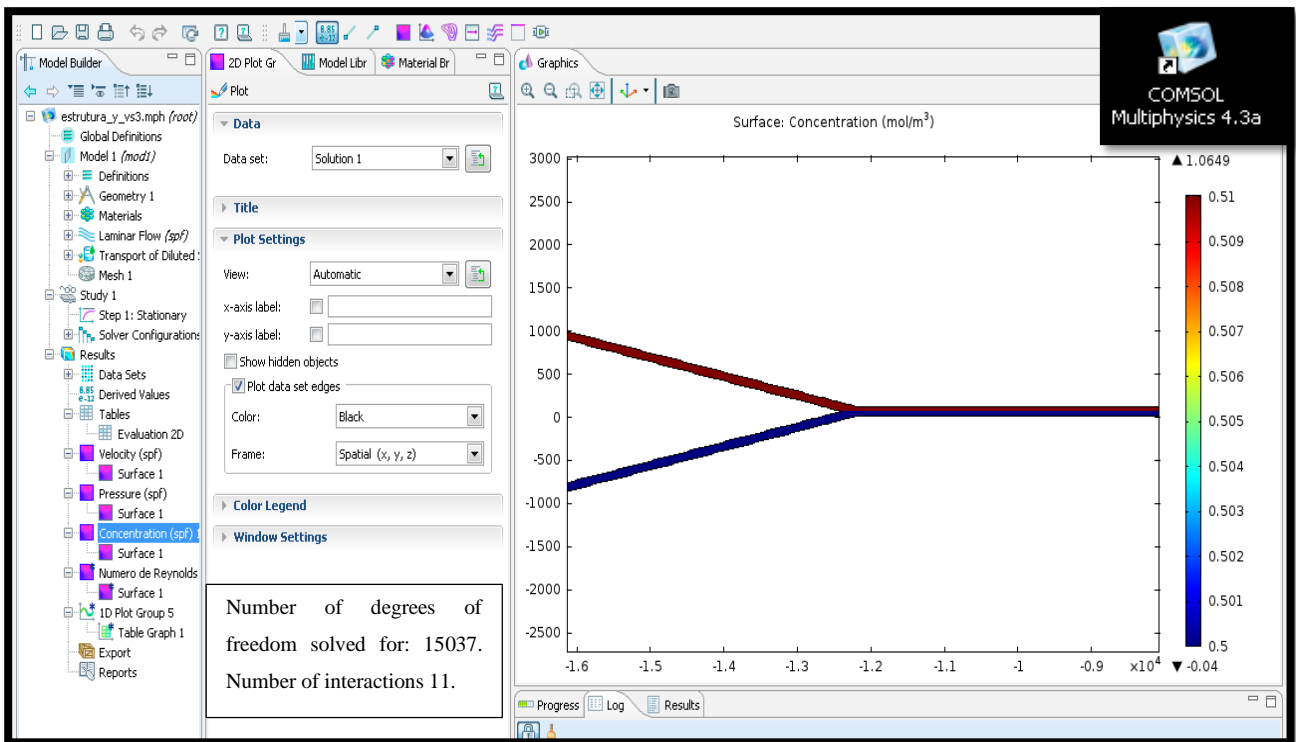 Model Builder
estrutura_y_vs3.mph (root)
Global Definitions
Model 1 (mod1)
Definitions
Geometry 1
Materials
Laminar Flow (spf)
Transport of Diluted
Mesh 1
Study 1
Step 1: Stationary
Solver Configurations
Results
Data Sets
8.85
e-12
Derived Values
Tables
Evaluation 2D
Velocity (spf)
Surface 1
Pressure (spf)
Surface 1
Concentration (spf) 1
Surface 1
Numero de Reynolds
Surface 1
1D Plot Group 5
Table Graph 1
Export
Reports
8.85
e-12
2D Plot Gr
Model Libr
Material Br
Plot
Data
Data set: Solution 1
Title
Plot Settings
View: Automatic
x-axis label:
y-axis label:
Show hidden objects
Plot data set edges
Color: Black
Frame: Spatial (x, y, z)
Color Legend
Window Settings
Number of degrees of
freedom solved for: 15037.
Number of interactions 11.
Graphics
COMSOL
Multiphysics 4.3a
Surface: Concentration (mol/m³)
3000
2500
2000
1500
1000
500
0
-500
-1000
-1500
-2000
-2500
-1.6 -1.5 -1.4 -1.3 -1.2 -1.1 -1 -0.9 ×10⁴
▲ 1.0649
0.51
0.509
0.508
0.507
0.506
0.505
0.504
0.503
0.502
0.501
0.5
▼ -0.04
Progress Log Results